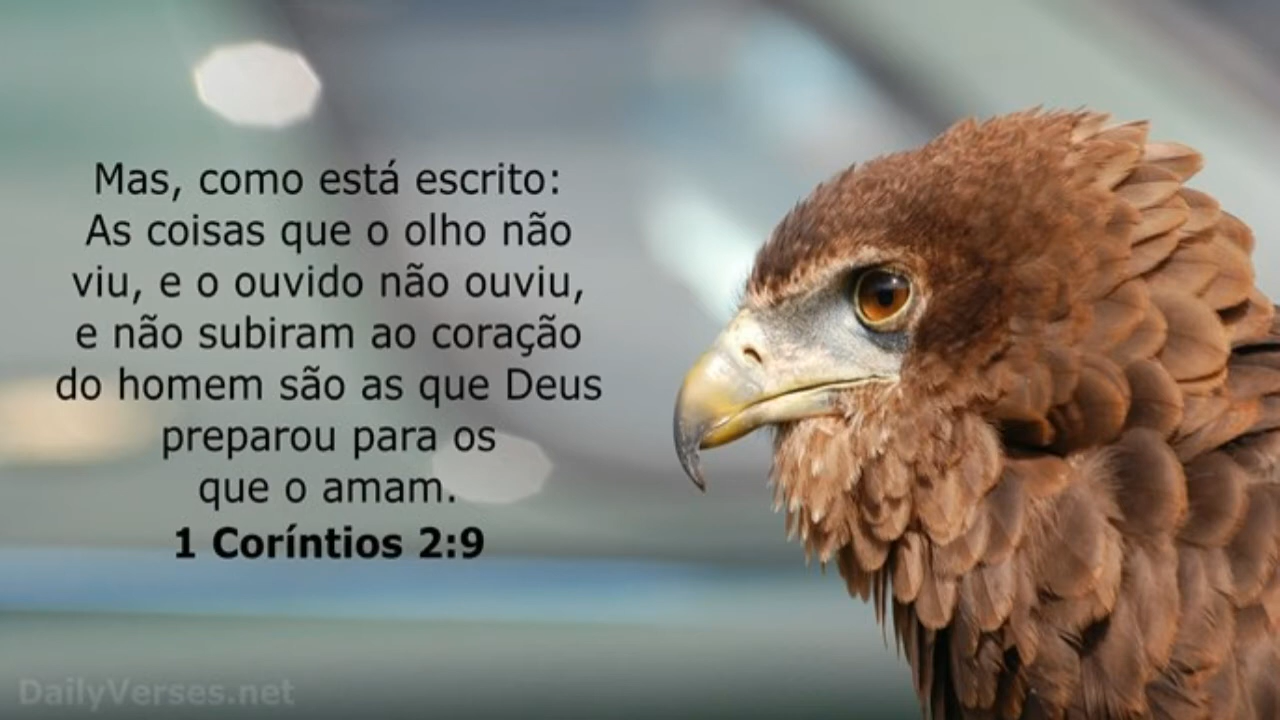 Mas, como está escrito:
As coisas que o olho não
viu, e o ouvido não ouviu,
e não subiram ao coração
do homem são as que Deus
preparou para os
que o amam.
1 Coríntios 2:9
DailyVerses.net